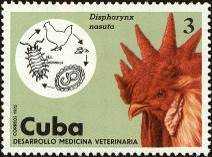 Dispharynx
nasuta
3
Cuba
DESARROLLO MEDICINA VETERINARIA